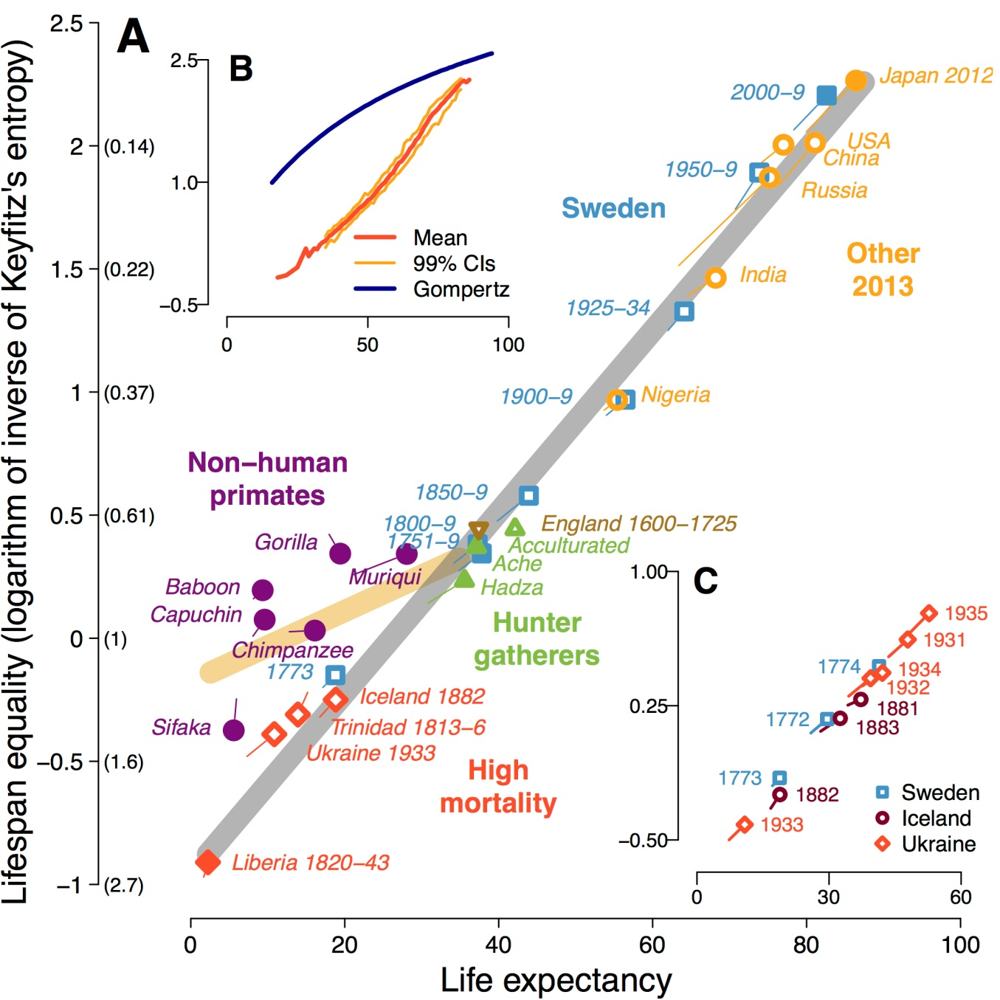 Lifespan equality (logarithm of inverse of Keyfitz's entropy)
2.5
2 (0.14)
1.5 (0.22)
1 (0.37)
0.5 (0.61)
0 (1)
−0.5 (1.6)
−1 (2.7)
A
B
2.5
1.0
−0.5
0 50 100
Mean
99% CIs
Gompertz
Japan 2012
2000−9
USA
China
1950−9
Russia
Sweden
Other
2013
India
1925−34
1900−9
Nigeria
Non−human
primates
1850−9
1800−9
1751−9
England 1600−1725
Acculturated
Ache
Hadza
Hunter
gatherers
Gorilla
Muriqui
Baboon
Capuchin
Chimpanzee
1773
Sifaka
Iceland 1882
Trinidad 1813−6
Ukraine 1933
High
mortality
Liberia 1820−43
C
1.00
0.25
−0.50
1935
1931
1774
1934
1932
1881
1772
1883
1773
1882
1933
Sweden
Iceland
Ukraine
0 30 60
0 20 40 60 80 100
Life expectancy